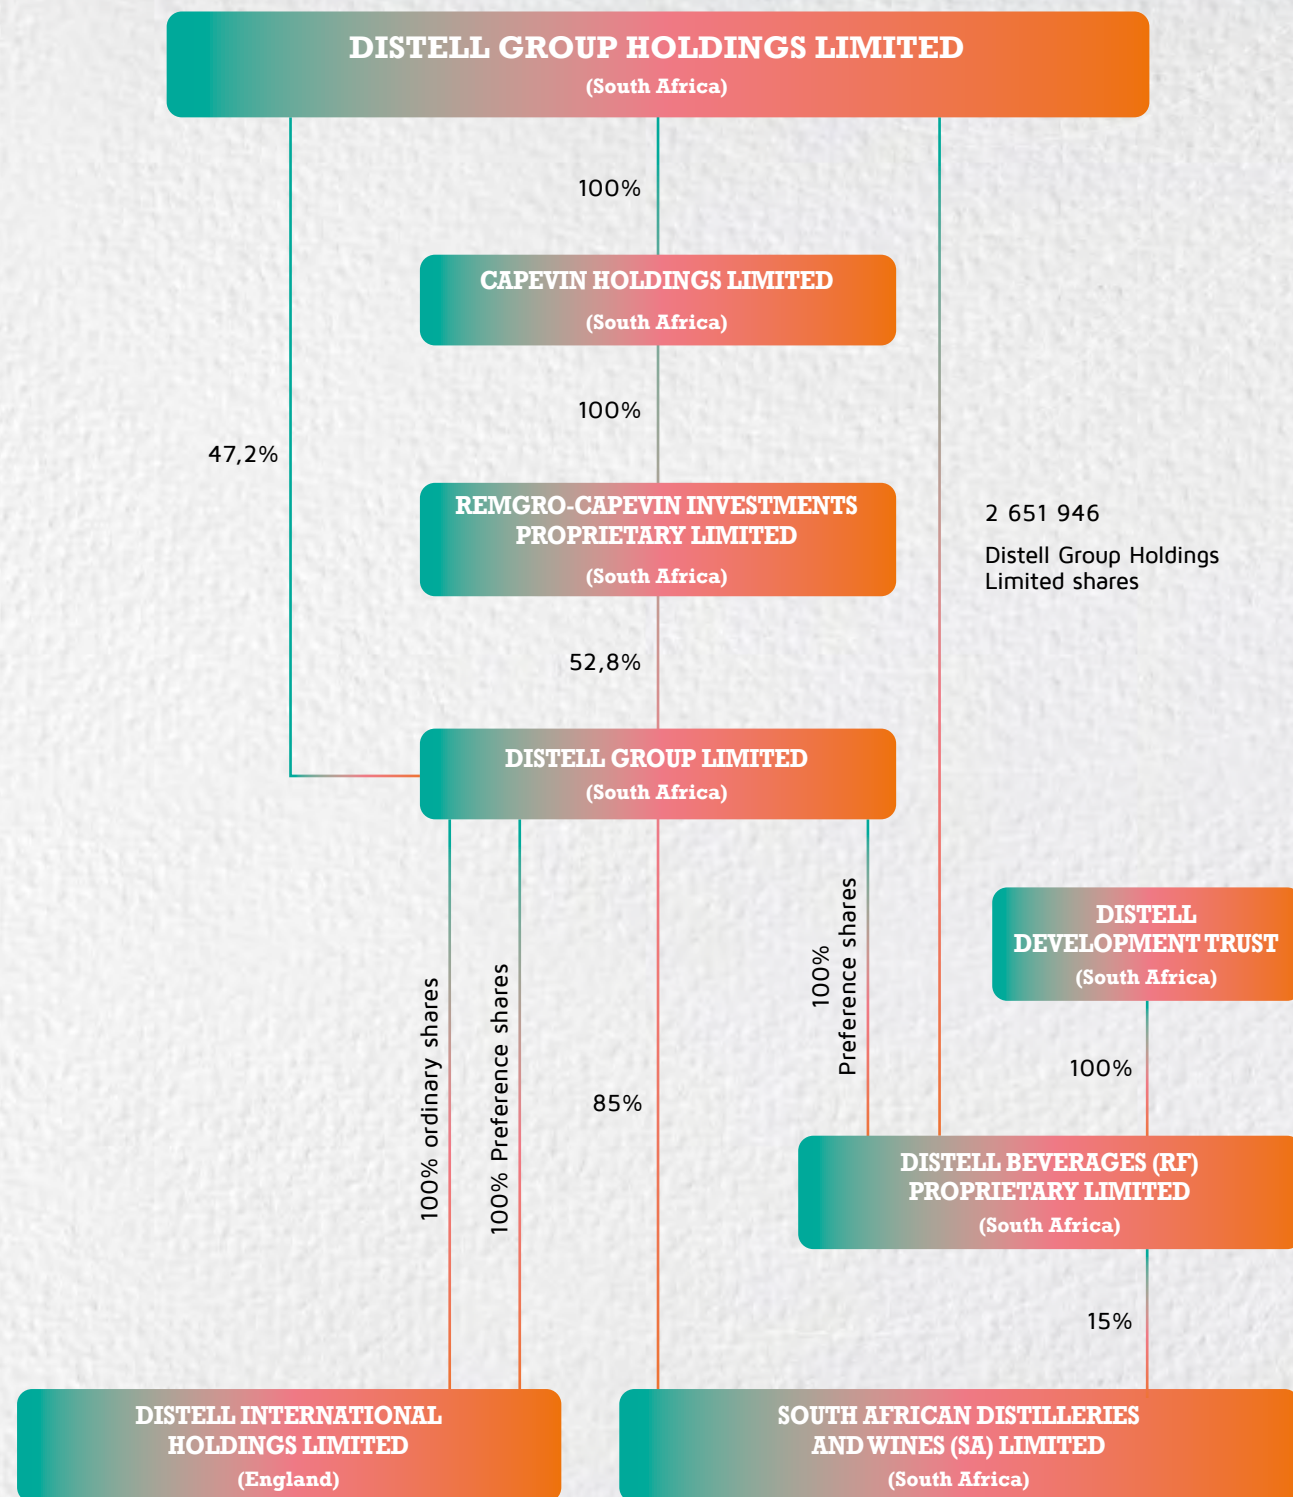 DISTELL GROUP HOLDINGS LIMITED
(South Africa)
100%
CAPEVIN HOLDINGS LIMITED
(South Africa)
100%
47,2%
REMGRO-CAPEVIN INVESTMENTS
PROPRIETARY LIMITED
(South Africa)
2 651 946
Distell Group Holdings
Limited shares
52,8%
DISTELL GROUP LIMITED
(South Africa)
100% ordinary shares
100% Preference shares
85%
100%
Preference shares
DISTELL
DEVELOPMENT TRUST
(South Africa)
100%
DISTELL BEVERAGES (RF)
PROPRIETARY LIMITED
(South Africa)
15%
DISTELL INTERNATIONAL
HOLDINGS LIMITED
(England)
SOUTH AFRICAN DISTILLERIES
AND WINES (SA) LIMITED
(South Africa)